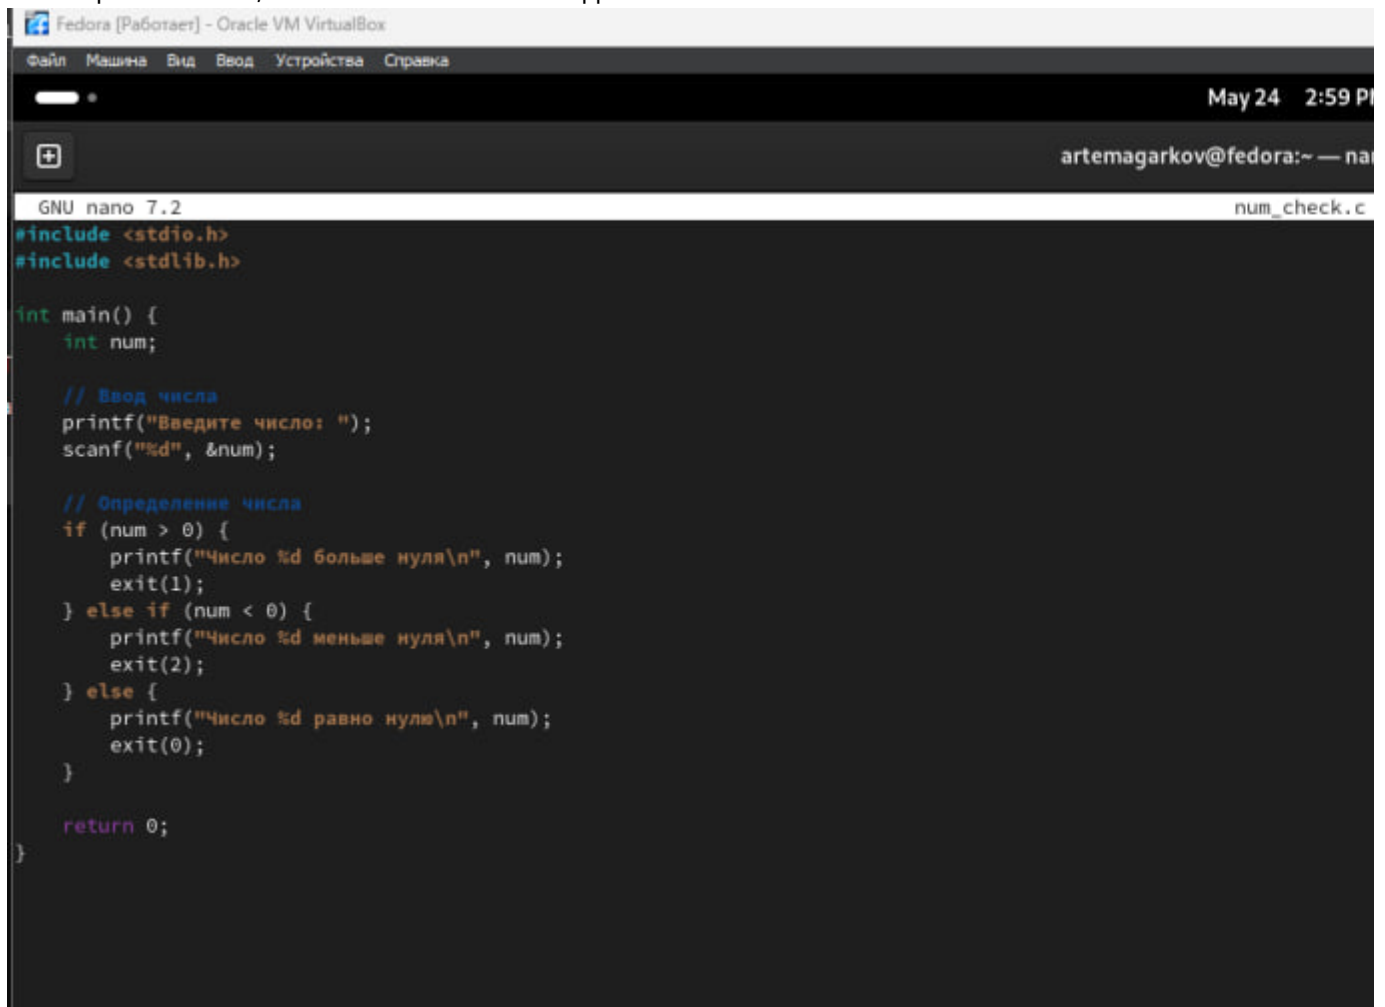 Fedora [Работает] - Oracle VM VirtualBox
Файл Машина Вид Ввод Устройства Справка
May 24 2:59 PM
artemagarkov@fedora:~ — nan
GNU nano 7.2 num_check.c
#include <stdio.h>
#include <stdlib.h>
int main() {
    int num;
    // Ввод числа
    printf("Введите число: ");
    scanf("%d", &num);
    // Определение числа
    if (num > 0) {
        printf("Число %d больше нуля\n", num);
        exit(1);
    } else if (num < 0) {
        printf("Число %d меньше нуля\n", num);
        exit(2);
    } else {
        printf("Число %d равно нулю\n", num);
        exit(0);
    }
    return 0;
}